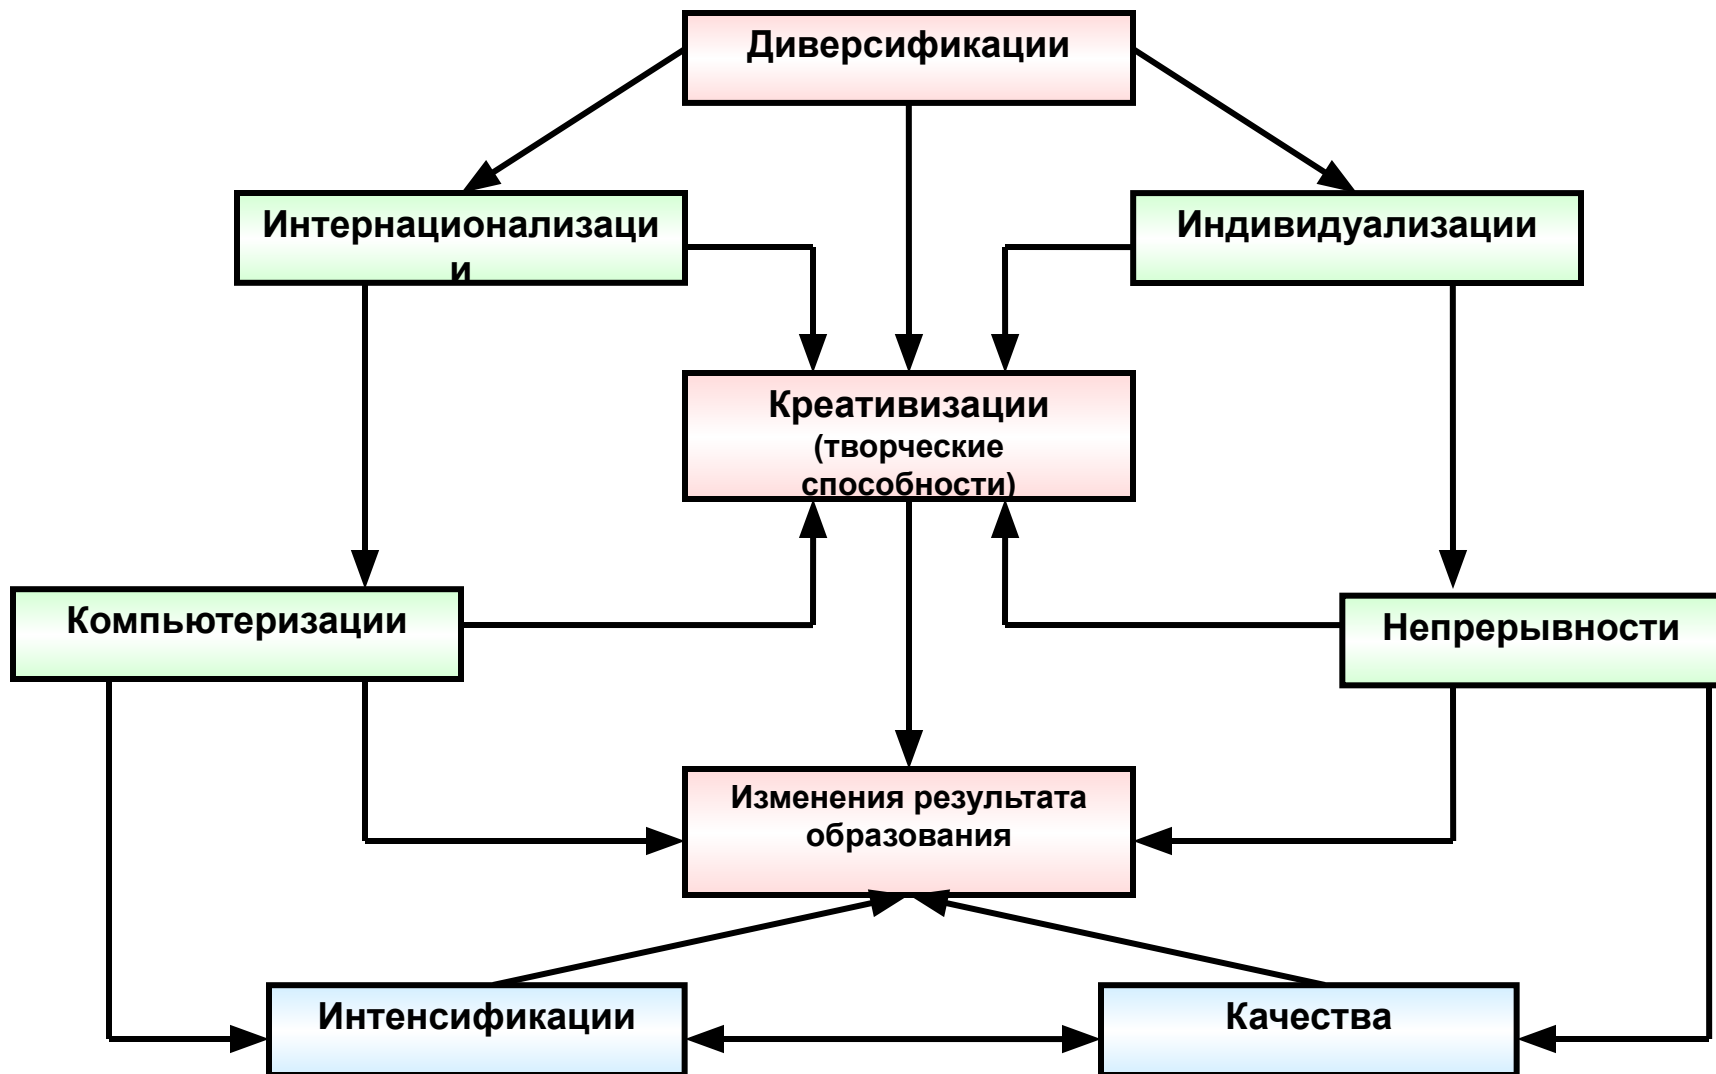 Диверсификации
Интернационализаци
и
Индивидуализации
Креативизации
(творческие
способности)
Компьютеризации
Непрерывности
Изменения результата
образования
Интенсификации
Качества